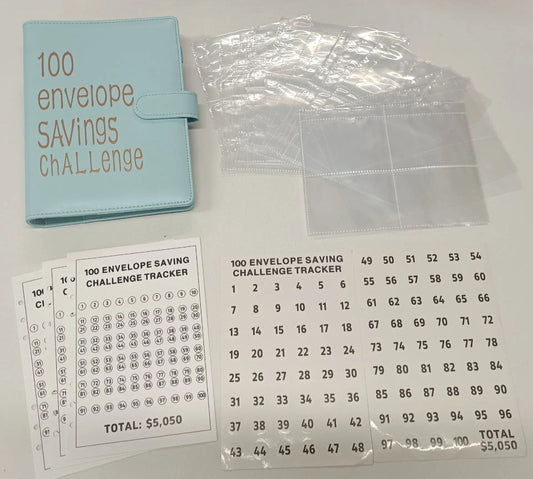 100
envelope
SAVings
chALLenge
100 ENVELOPE SAVING
CHALLENGE TRACKER
1 2 3 4 5 6 7 8 9 10
11 12 13 14 15 16 17 18 19 20
21 22 23 24 25 26 27 28 29 30
31 32 33 34 35 36 37 38 39 40
41 42 43 44 45 46 47 48 49 50
51 52 53 54 55 56 57 58 59 60
61 62 63 64 65 66 67 68 69 70
71 72 73 74 75 76 77 78 79 80
81 82 83 84 85 86 87 88 89 90
91 92 93 94 95 96 97 98 99 100
TOTAL: $5,050
100 ENVELOPE SAVING
CHALLENGE TRACKER
1 2 3 4 5 6
7 8 9 10 11 12
13 14 15 16 17 18
19 20 21 22 23 24
25 26 27 28 29 30
31 32 33 34 35 36
37 38 39 40 41 42
43 44 45 46 47 48
49 50 51 52 53 54
55 56 57 58 59 60
61 62 63 64 65 66
67 68 69 70 71 72
73 74 75 76 77 78
79 80 81 82 83 84
85 86 87 88 89 90
91 92 93 94 95 96
97 98 99 100 TOTAL
$5,050